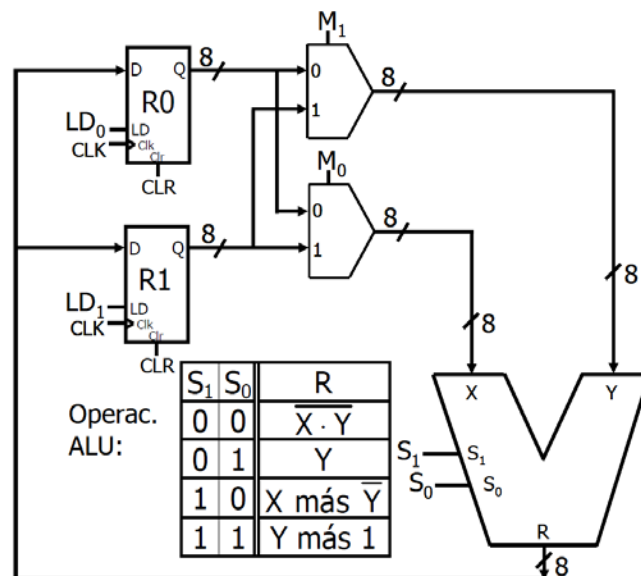 M₁
8
8
D Q
0
R0
1
LD₀
LD
CLK
Clk
Clr
CLR
M₀
0
8
8
1
D Q
R1
8
8
LD₁
LD
CLK
Clk
Clr
CLR
Operac.
ALU:
S₁ S₀ R
0 0 X · Y
0 1 Y
1 0 X más Y
1 1 Y más 1
X Y
S₁ S₁
S₀ S₀
R
8